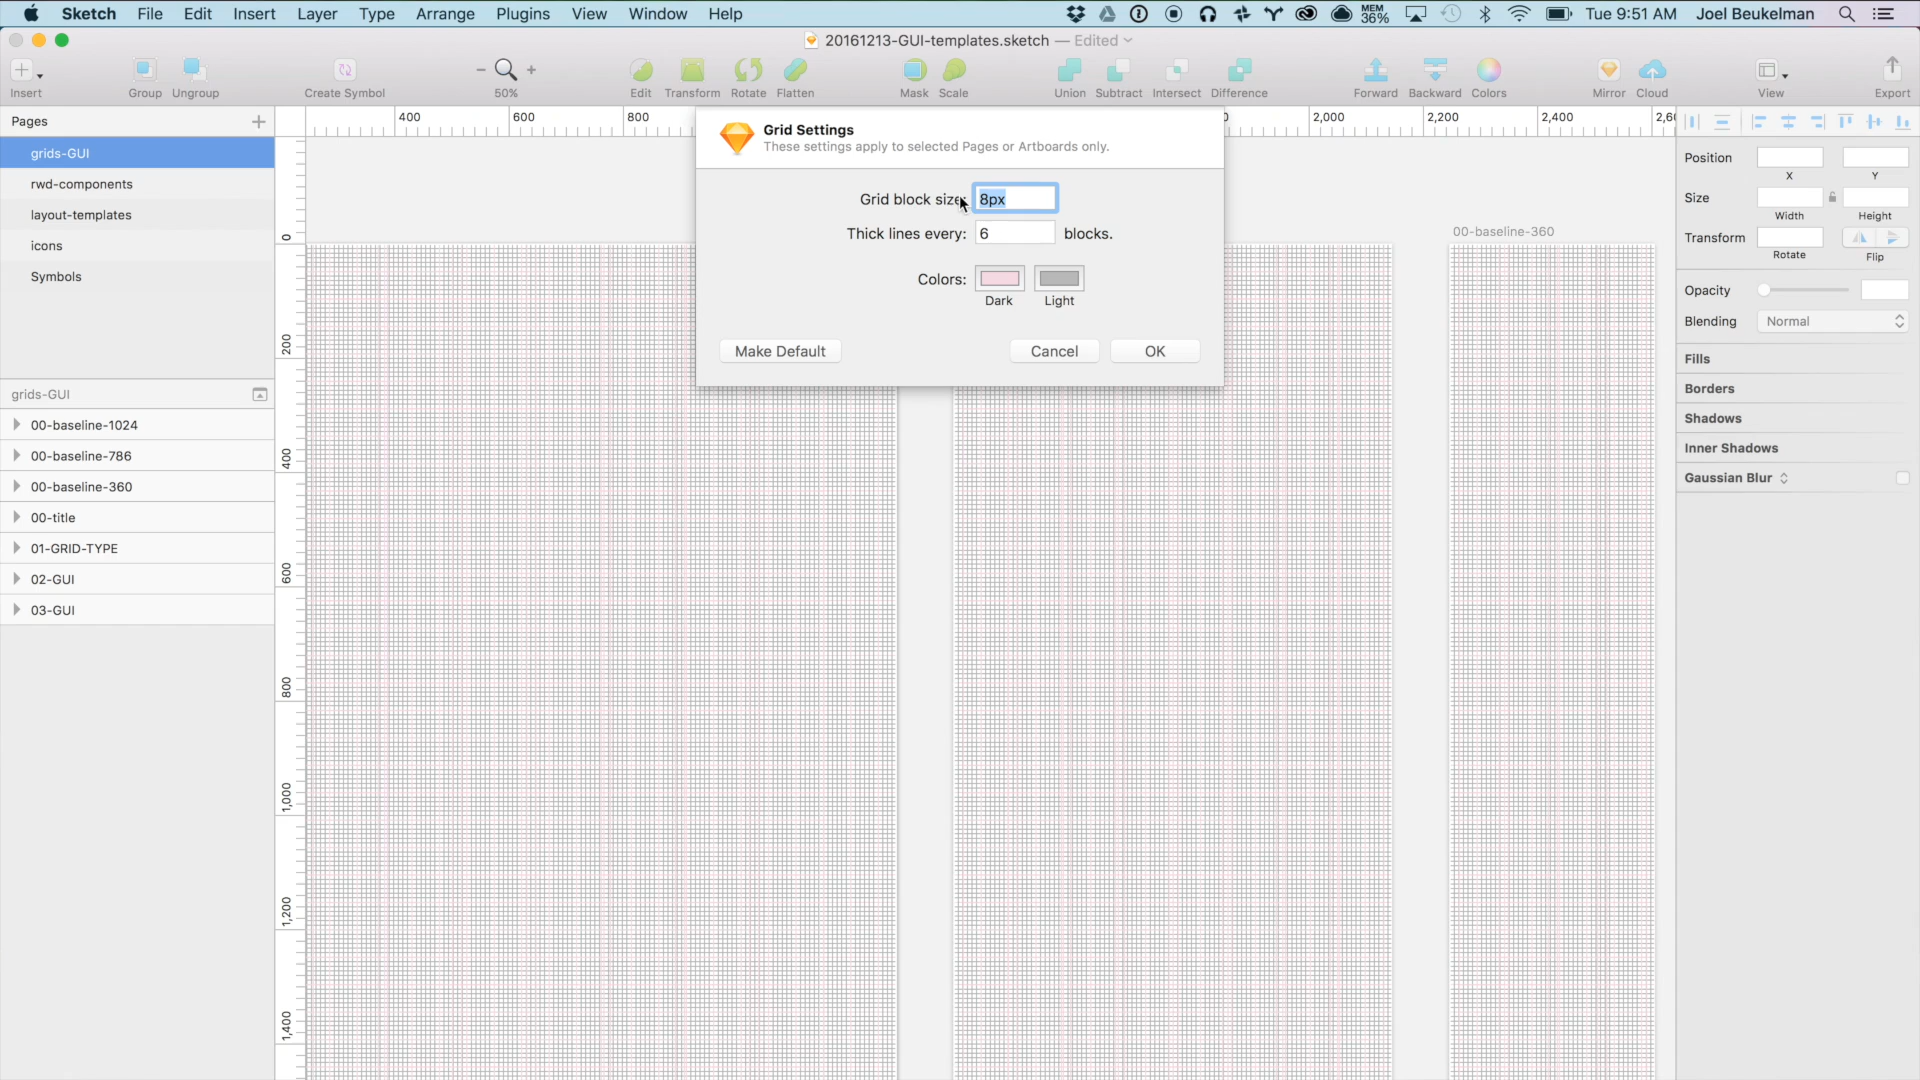 Sketch File Edit Insert Layer Type Arrange Plugins View Window Help MEM 36% Tue 9:51 AM Joel Beukelman
20161213-GUI-templates.sketch — Edited
Insert Group Ungroup Create Symbol 50% Edit Transform Rotate Flatten Mask Scale Union Subtract Intersect Difference Forward Backward Colors Mirror Cloud View Export
Pages
400 600 800 2,000 2,200 2,400
grids-GUI
rwd-components
layout-templates
icons
Symbols
grids-GUI
00-baseline-1024
00-baseline-786
00-baseline-360
00-title
01-GRID-TYPE
02-GUI
03-GUI
0
200
400
600
800
1,000
1,200
1,400
Grid Settings
These settings apply to selected Pages or Artboards only.
Grid block size: 8px
Thick lines every: 6 blocks.
Colors:
Dark Light
Make Default Cancel OK
00-baseline-360
Position
X Y
Size
Width Height
Transform
Rotate Flip
Opacity
Blending Normal
Fills
Borders
Shadows
Inner Shadows
Gaussian Blur